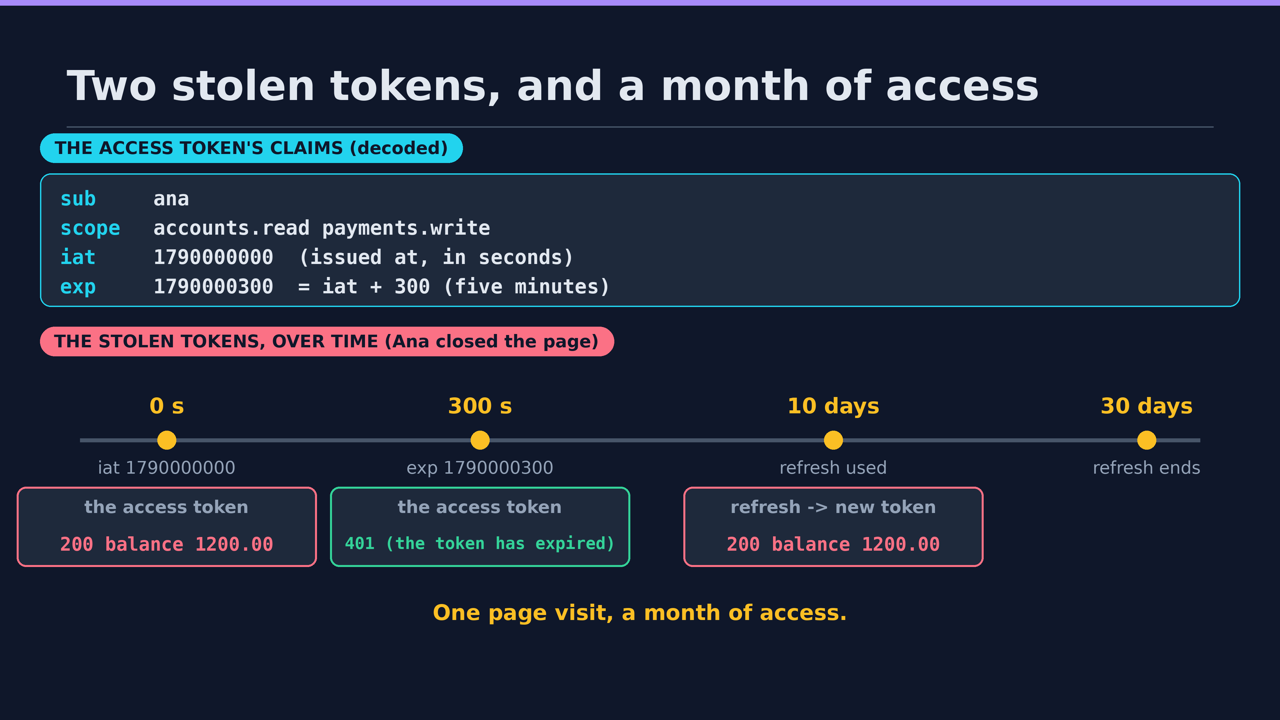 Two stolen tokens, and a month of access
THE ACCESS TOKEN'S CLAIMS (decoded)
sub ana
scope accounts.read payments.write
iat 1790000000 (issued at, in seconds)
exp 1790000300 = iat + 300 (five minutes)
THE STOLEN TOKENS, OVER TIME (Ana closed the page)
0 s 300 s 10 days 30 days
iat 1790000000 exp 1790000300 refresh used refresh ends
the access token the access token refresh -> new token
200 balance 1200.00 401 (the token has expired) 200 balance 1200.00
One page visit, a month of access.